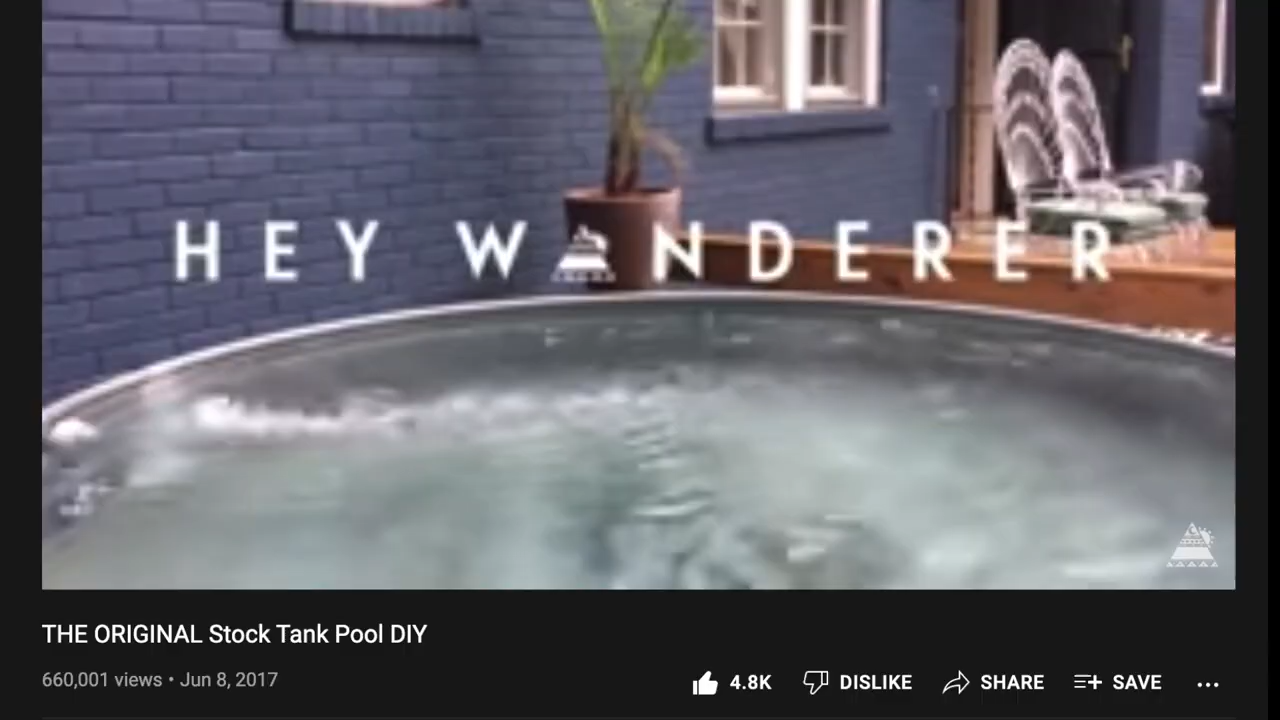 HEY WANDERER
THE ORIGINAL Stock Tank Pool DIY
660,001 views • Jun 8, 2017
4.8K DISLIKE SHARE SAVE ...